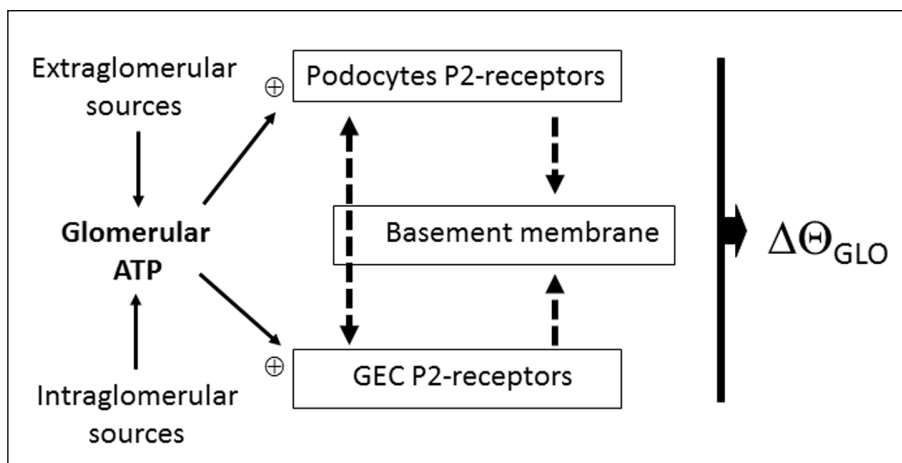 Extraglomerular
sources
⊕
Podocytes P2-receptors
Glomerular
ATP
Basement membrane
ΔΘGLO
⊕
GEC P2-receptors
Intraglomerular
sources